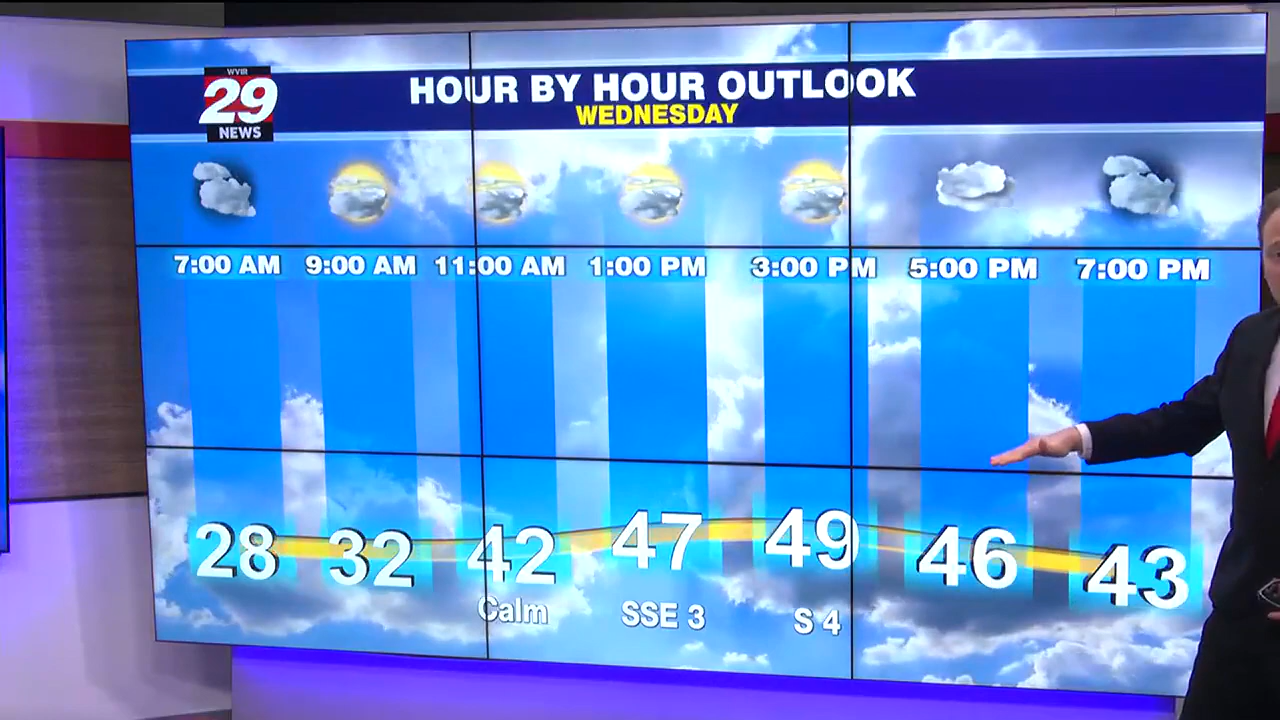 WVIR
29
NEWS
HOUR BY HOUR OUTLOOK
WEDNESDAY
7:00 AM 9:00 AM 11:00 AM 1:00 PM 3:00 PM 5:00 PM 7:00 PM
28 32 42 47 49 46 43
Calm SSE 3 S 4